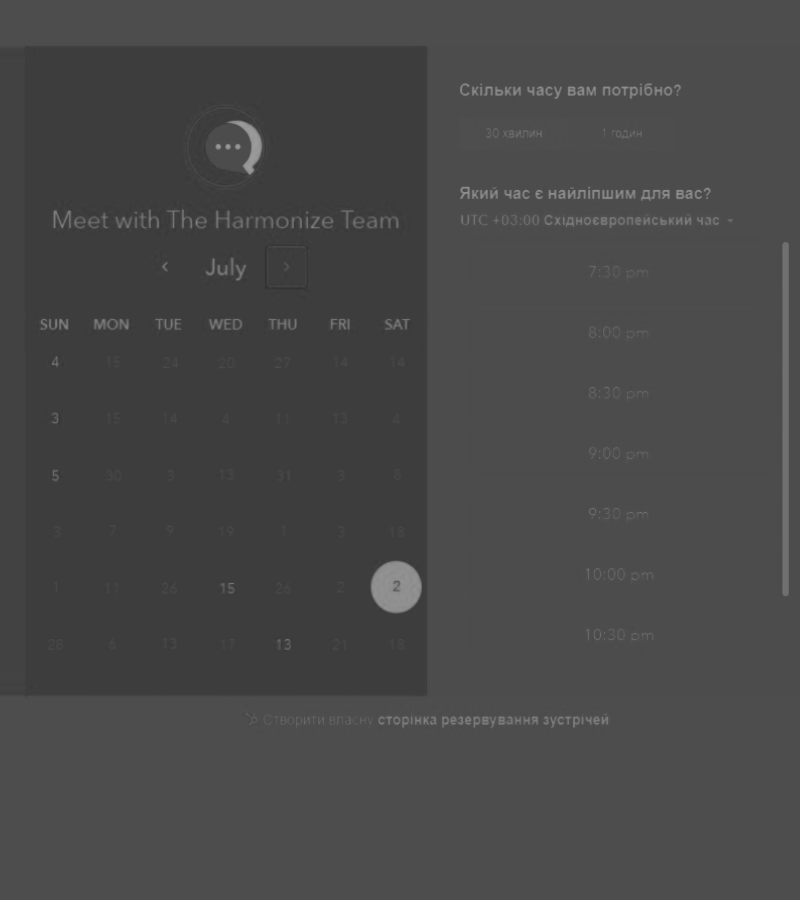 Meet with The Harmonize Team
July
SUN MON TUE WED THU FRI SAT
4 15 24 20 27 14 14
3 15 14 4 11 13 4
5 30 3 13 31 3 8
3 7 9 19 1 3 18
1 11 26 15 26 2 2
28 6 13 17 13 21 18
Скільки часу вам потрібно?
30 хвилин 1 годин
Який час є найліпшим для вас?
UTC +03:00 Східноєвропейський час
7:30 pm
8:00 pm
8:30 pm
9:00 pm
9:30 pm
10:00 pm
10:30 pm
Створити власну сторінка резервування зустрічей